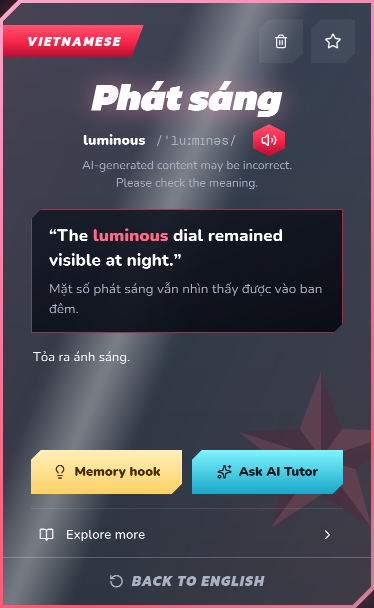 VIETNAMESE
Phát sáng
luminous /ˈluːmɪnəs/
AI-generated content may be incorrect.
Please check the meaning.
“The luminous dial remained
visible at night.”
Mặt số phát sáng vẫn nhìn thấy được vào ban
đêm.
Tỏa ra ánh sáng.
Memory hook
Ask AI Tutor
Explore more
BACK TO ENGLISH